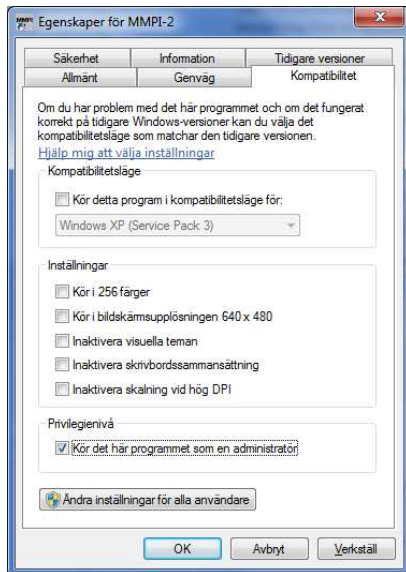 Egenskaper för MMPI-2
Säkerhet Information Tidigare versioner
Allmänt Genväg Kompatibilitet
Om du har problem med det här programmet och om det fungerat
korrekt på tidigare Windows-versioner kan du välja det
kompatibilitetsläge som matchar den tidigare versionen.
Hjälp mig att välja inställningar
Kompatibilitetsläge
Kör detta program i kompatibilitetsläge för:
Windows XP (Service Pack 3)
Inställningar
Kör i 256 färger
Kör i bildskärmsupplösningen 640 x 480
Inaktivera visuella teman
Inaktivera skrivbordssammansättning
Inaktivera skalning vid hög DPI
Privilegienivå
Kör det här programmet som en administratör
Ändra inställningar för alla användare
OK Avbryt Verkställ